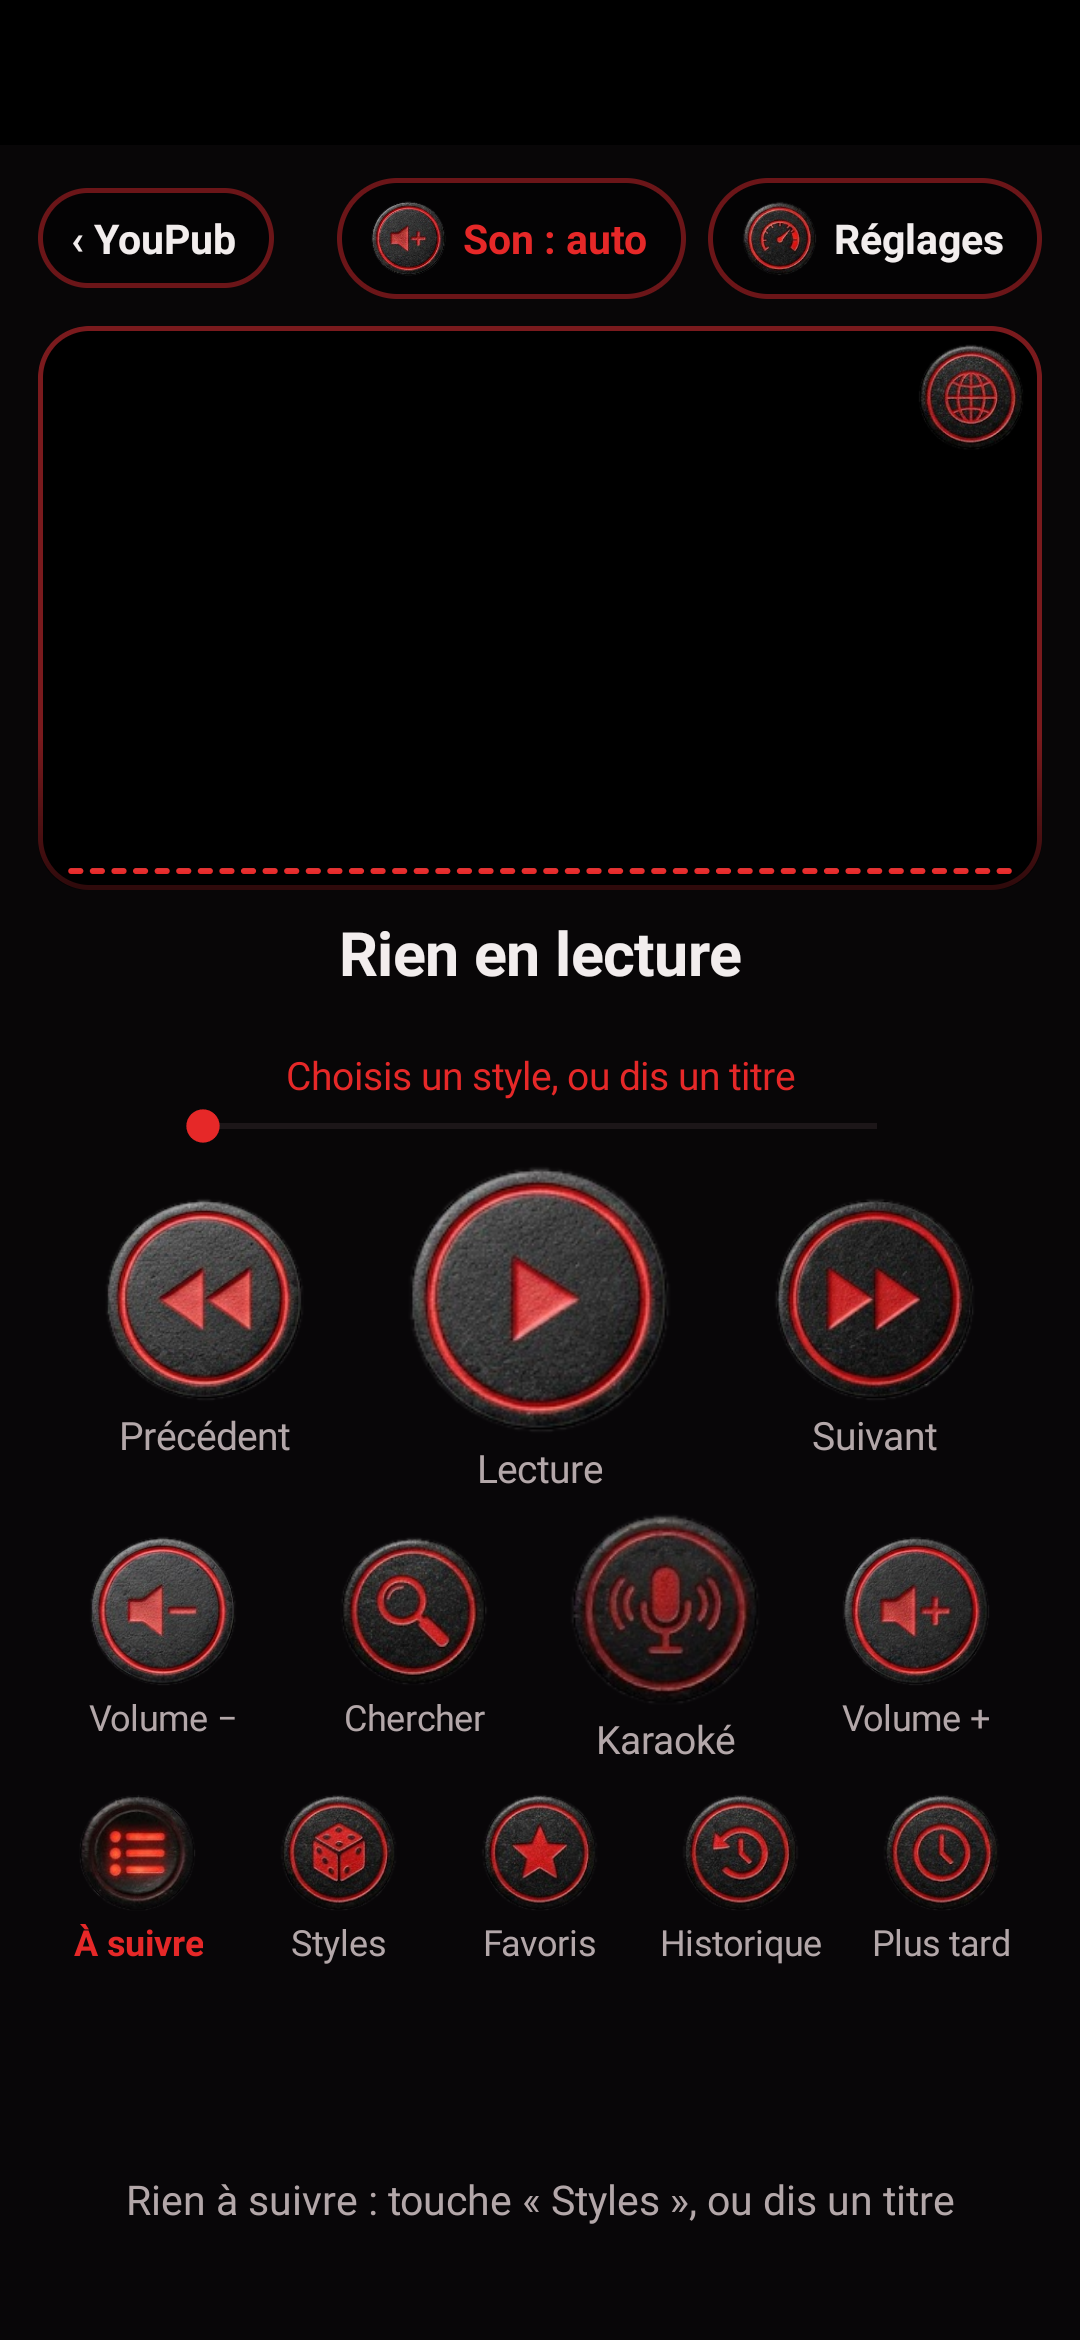 ‹ YouPub
Son : auto
Réglages
Rien en lecture
Choisis un style, ou dis un titre
Précédent
Lecture
Suivant
Volume −
Chercher
Karaoké
Volume +
À suivre
Styles
Favoris
Historique
Plus tard
Rien à suivre : touche « Styles », ou dis un titre